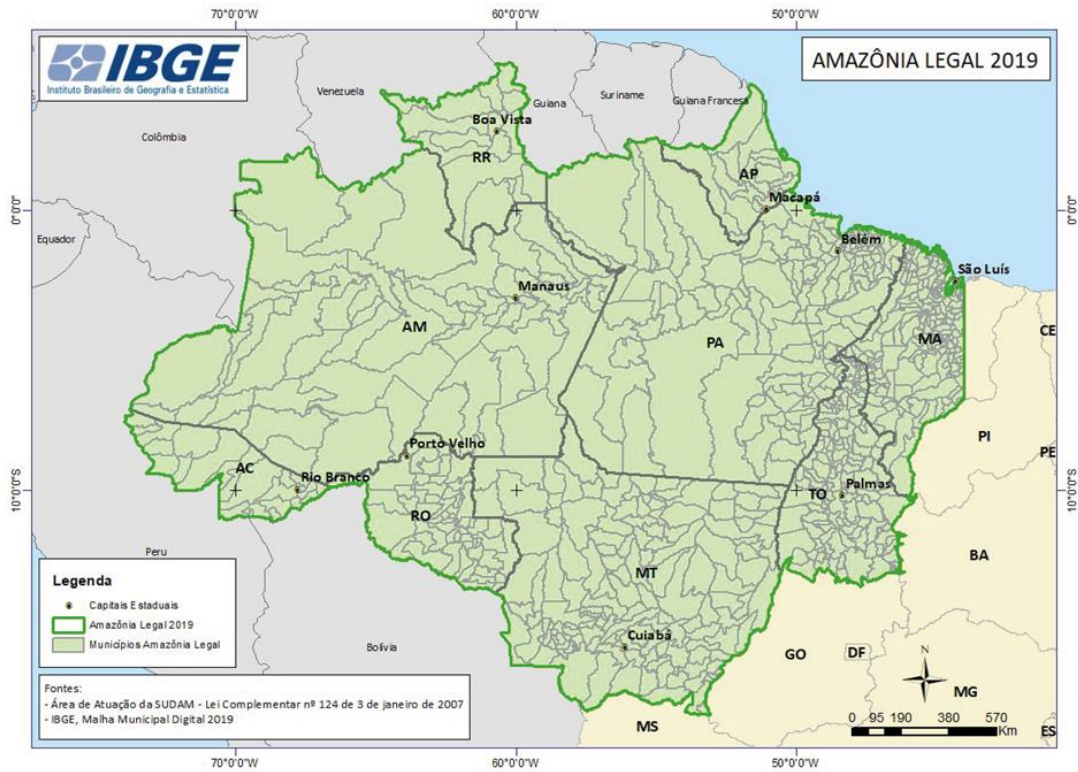 70°0'0"O
60°0'0"O
50°0'0"O
IBGE
Instituto Brasileiro de Geografia e Estatística
AMAZÔNIA LEGAL 2019
Venezuela
Guiana
Suriname
Guiana Francesa
Colômbia
Boa Vista
RR
AP
Macapá
0°0'0"
0°0'0"
Equador
Belém
São Luís
Manaus
AM
PA
MA
CE
PI
PE
Porto Velho
AC
Rio Branco
RO
TO
Palmas
10°0'0"S
10°0'0"S
Peru
MT
BA
Cuiabá
Bolívia
GO
DF
MG
MS
ES
Legenda
Capitais Estaduais
Amazônia Legal 2019
Municípios Amazônia Legal
Fontes:
- Área de Atuação da SUDAM - Lei Complementar nº 124 de 3 de janeiro de 2007
- IBGE, Malha Municipal Digital 2019
N
0 95 190 380 570
Km
70°0'0"O
60°0'0"O
50°0'0"O